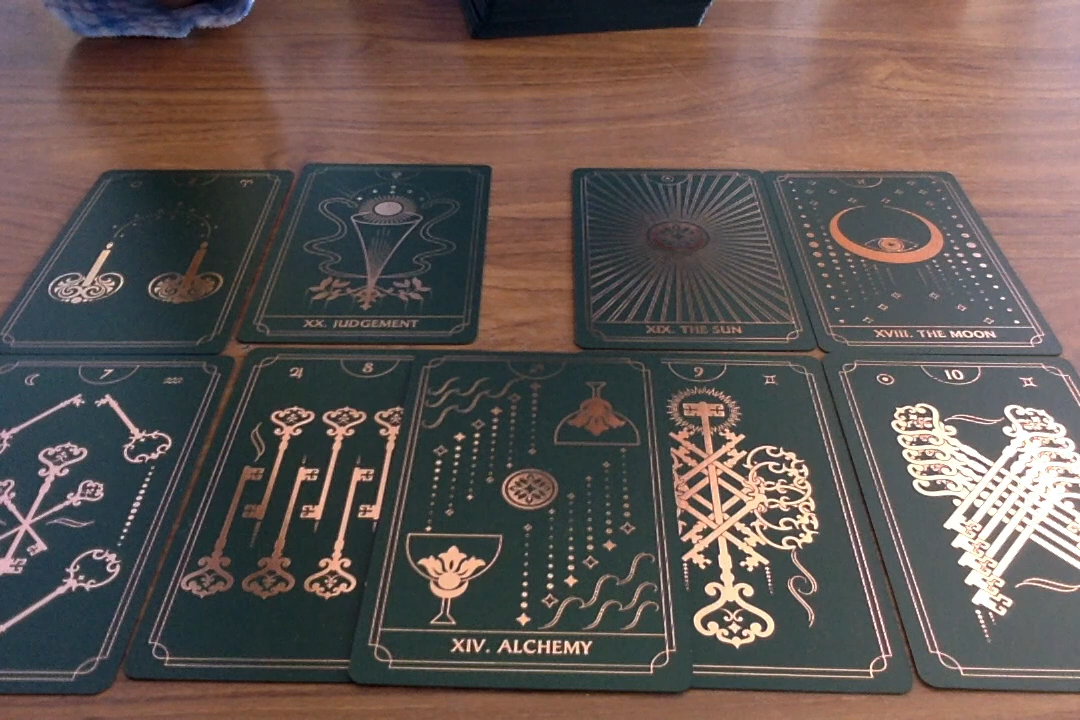 XX. JUDGEMENT
XIX. THE SUN
XVIII. THE MOON
7
8
9
10
XIV. ALCHEMY